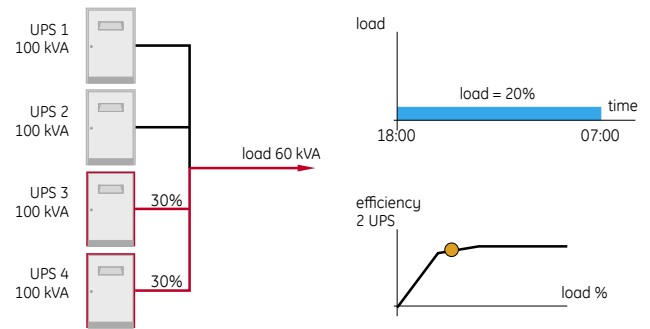 UPS 1
100 kVA
UPS 2
100 kVA
UPS 3
100 kVA
30%
UPS 4
100 kVA
30%
load 60 kVA
load
load = 20%
time
18:00
07:00
efficiency
2 UPS
load %